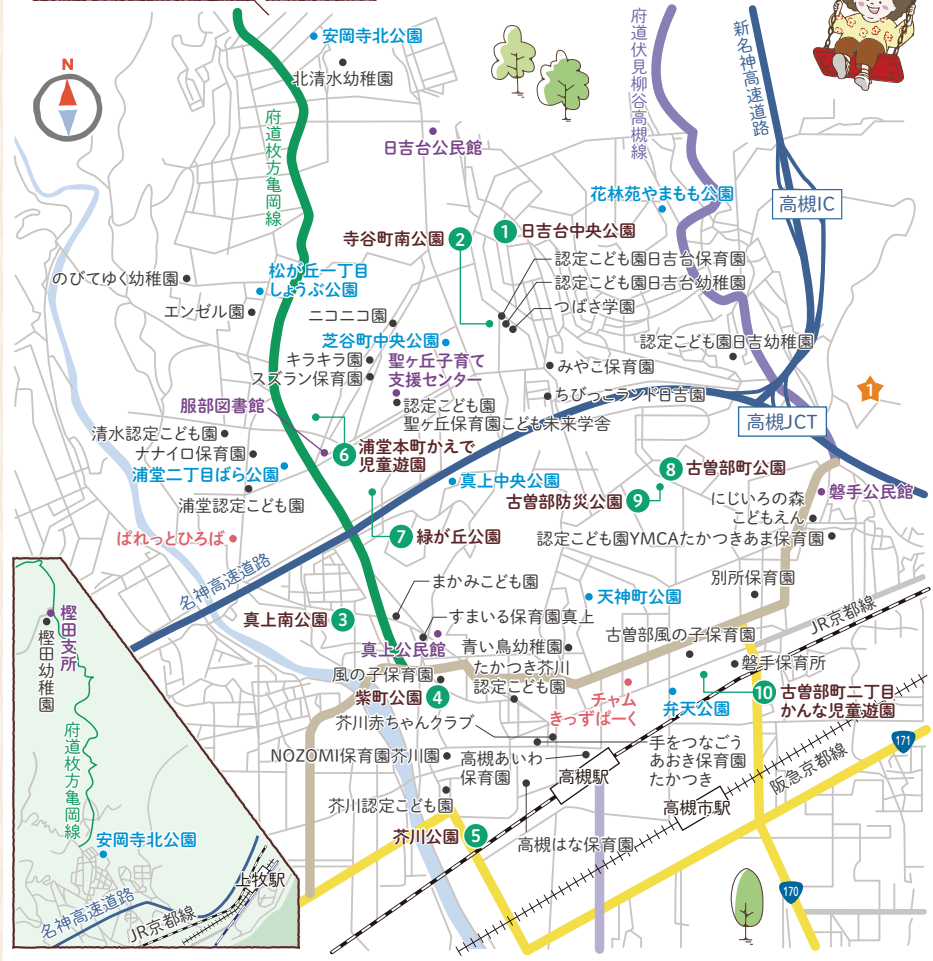 安岡寺北公園
北清水幼稚園
N
府道枚方亀岡線
日吉台公民館
府道伏見柳谷高槻線
新名神高速道路
花林苑やまもも公園
高槻IC
寺谷町南公園 2
1 日吉台中央公園
認定こども園日吉台保育園
認定こども園日吉台幼稚園
つばさ学園
のびてゆく幼稚園
松が丘一丁目
しょうぶ公園
エンゼル園
ニコニコ園
芝谷町中央公園
認定こども園日吉幼稚園
キラキラ園
スズラン保育園
聖ヶ丘子育て
支援センター
みやこ保育園
ちびっこランド日吉園
1
服部図書館
認定こども園
聖ヶ丘保育園こども未来学舎
高槻JCT
清水認定こども園
ナナイロ保育園
浦堂二丁目ばら公園
浦堂認定こども園
6 浦堂本町かえで
児童遊園
真上中央公園
8 古曽部町公園
古曽部防災公園 9
磐手公民館
にじいろの森
こどもえん
ぱれっとひろば
7 緑が丘公園
認定こども園YMCAたかつきあま保育園
名神高速道路
まかみこども園
天神町公園
別所保育園
真上南公園 3
すまいる保育園真上
真上公民館
青い鳥幼稚園
古曽部風の子保育園
JR京都線
風の子保育園
たかつき芥川
認定こども園
磐手保育所
紫町公園 4
チャム
きっずぱーく
弁天公園
10 古曽部町二丁目
かんな児童遊園
芥川赤ちゃんクラブ
NOZOMI保育園芥川園
高槻あいわ
保育園
高槻駅
手をつなごう
あおき保育園
たかつき
171
阪急京都線
高槻市駅
芥川認定こども園
芥川公園 5
高槻はな保育園
170
樫田支所
樫田幼稚園
府道枚方亀岡線
安岡寺北公園
上牧駅
名神高速道路
JR京都線